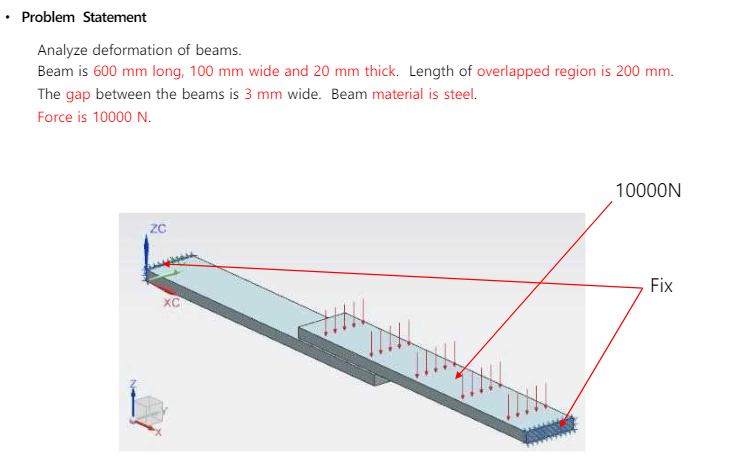 • Problem Statement
Analyze deformation of beams.
Beam is 600 mm long, 100 mm wide and 20 mm thick. Length of overlapped region is 200 mm.
The gap between the beams is 3 mm wide. Beam material is steel.
Force is 10000 N.
10000N
ZC
Fix
XC
Z
Y
X